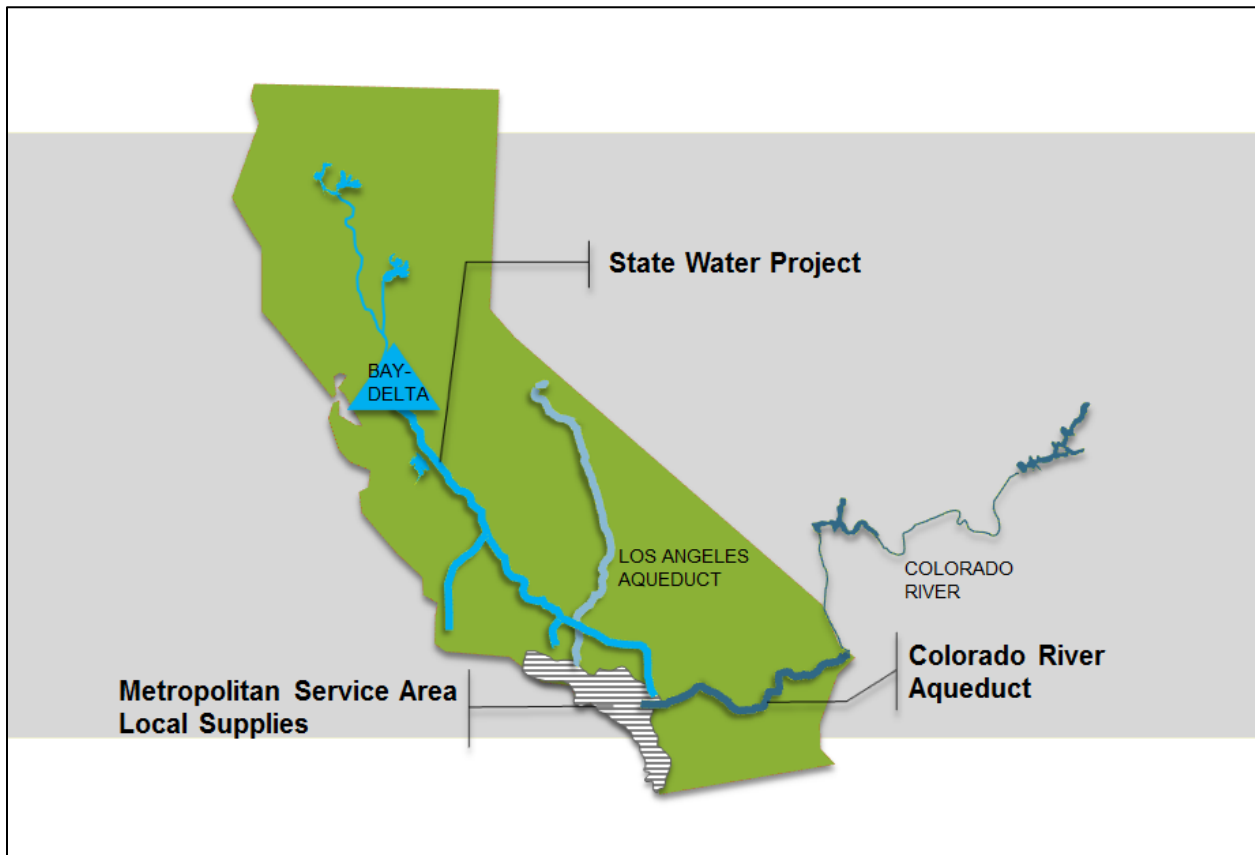 State Water Project
BAY-
DELTA
LOS ANGELES
AQUEDUCT
COLORADO
RIVER
Colorado River
Aqueduct
Metropolitan Service Area
Local Supplies